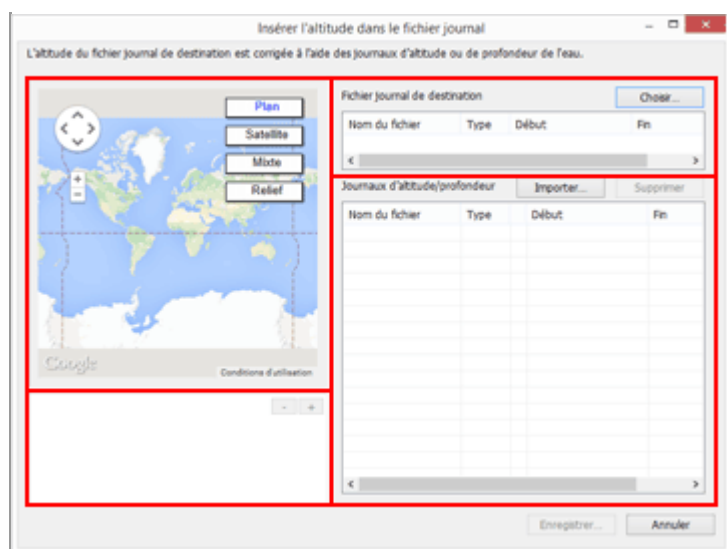 Insérer l'altitude dans le fichier journal
L'altitude du fichier journal de destination est corrigée à l'aide des journaux d'altitude ou de profondeur de l'eau.
Plan
Satellite
Mixte
Relief
Google
Conditions d'utilisation
Fichier journal de destination
Choisir...
Nom du fichier Type Début Fin
Journaux d'altitude/profondeur
Importer...
Supprimer
Nom du fichier Type Début Fin
Enregistrer...
Annuler